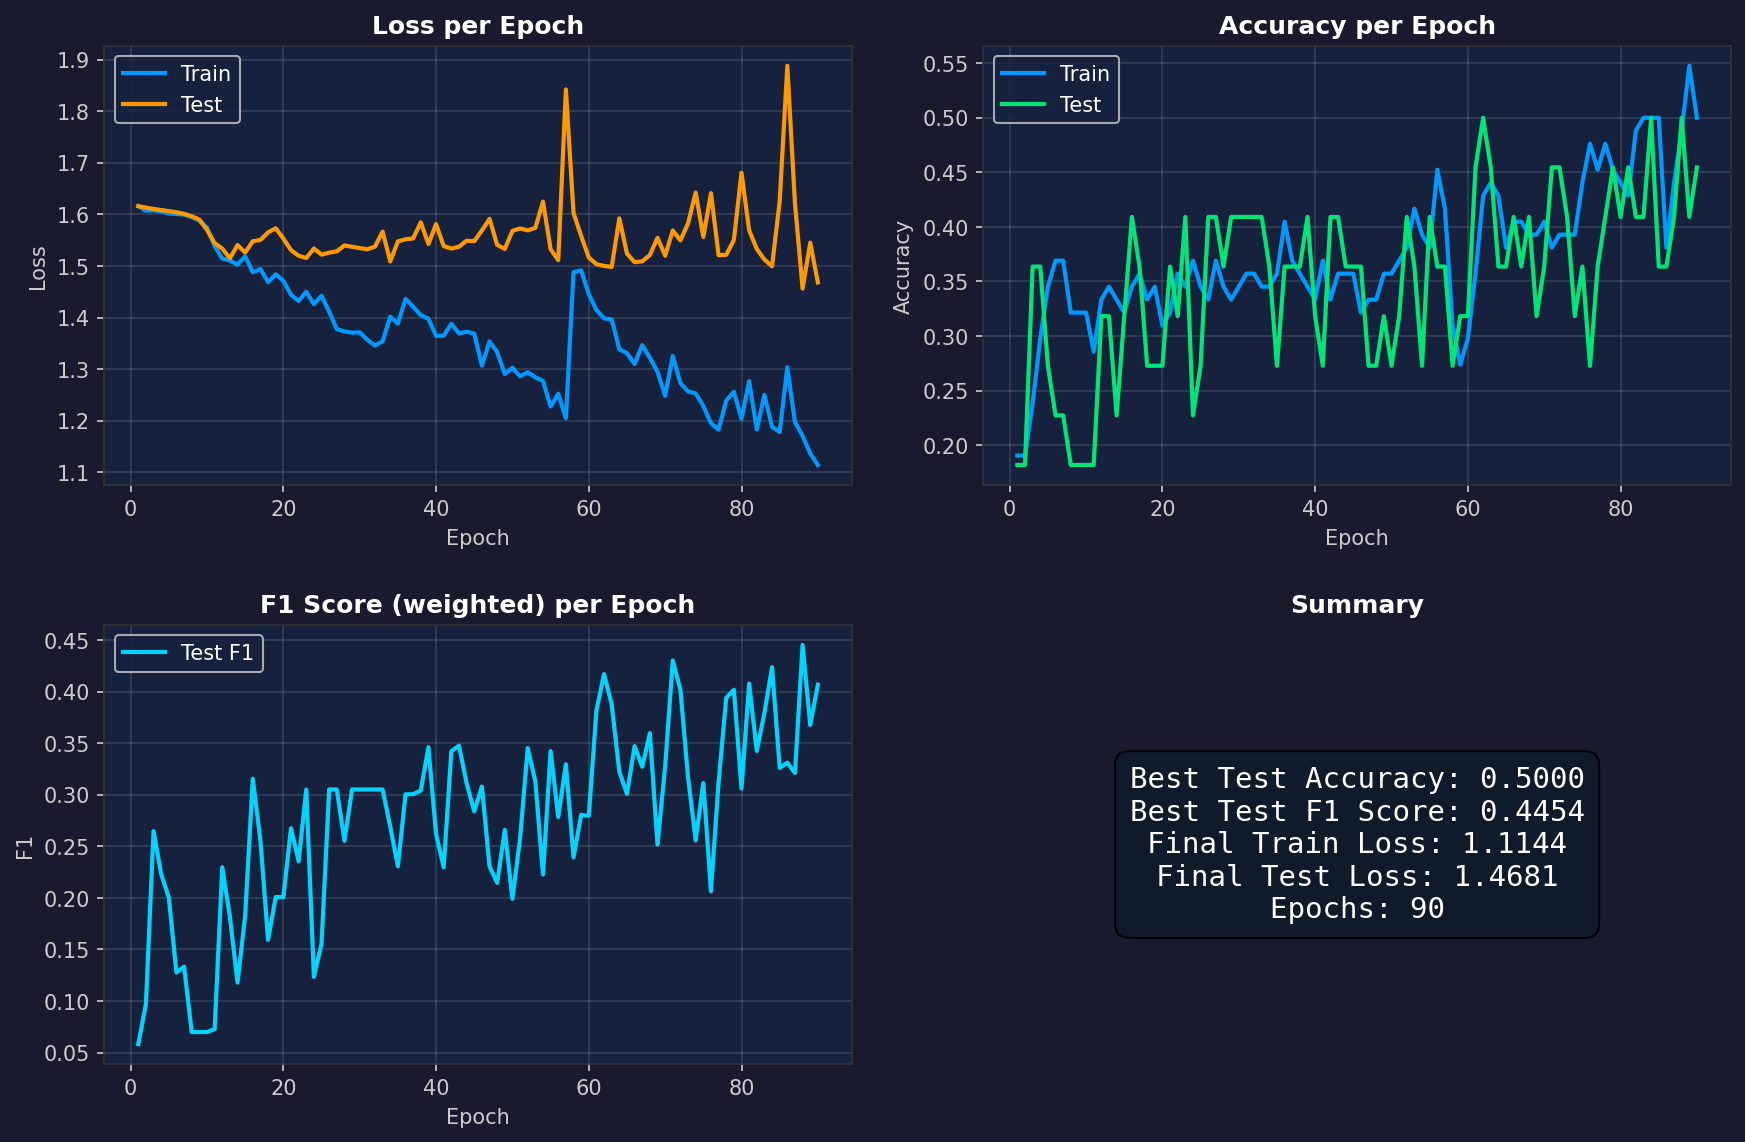 Loss per Epoch
Train
Test
1.9
1.8
1.7
1.6
1.5
1.4
1.3
1.2
1.1
Loss
0 20 40 60 80
Epoch
Accuracy per Epoch
Train
Test
0.55
0.50
0.45
0.40
0.35
0.30
0.25
0.20
Accuracy
0 20 40 60 80
Epoch
F1 Score (weighted) per Epoch
Test F1
0.45
0.40
0.35
0.30
0.25
0.20
0.15
0.10
0.05
F1
0 20 40 60 80
Epoch
Summary
Best Test Accuracy: 0.5000
Best Test F1 Score: 0.4454
Final Train Loss: 1.1144
Final Test Loss: 1.4681
Epochs: 90